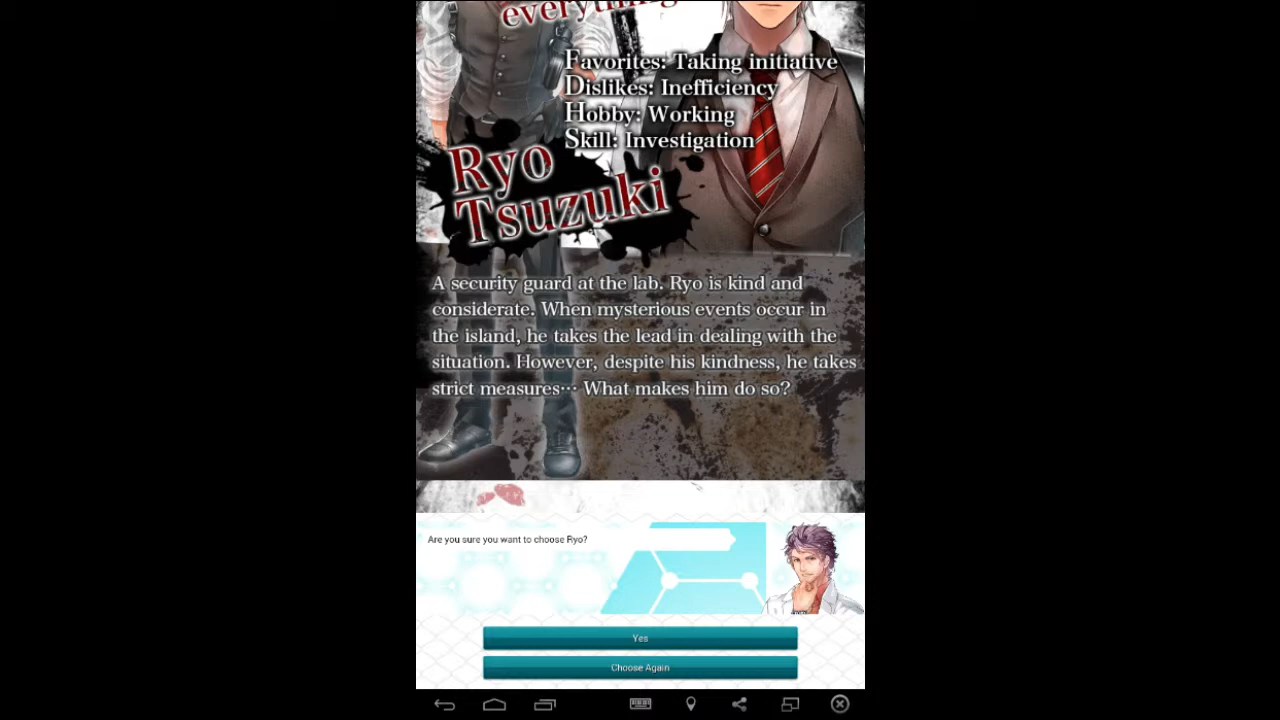 everything
Favorites: Taking initiative
Dislikes: Inefficiency
Hobby: Working
Skill: Investigation
Ryo
Tsuzuki
A security guard at the lab. Ryo is kind and
considerate. When mysterious events occur in
the island, he takes the lead in dealing with the
situation. However, despite his kindness, he takes
strict measures… What makes him do so?
Are you sure you want to choose Ryo?
Yes
Choose Again